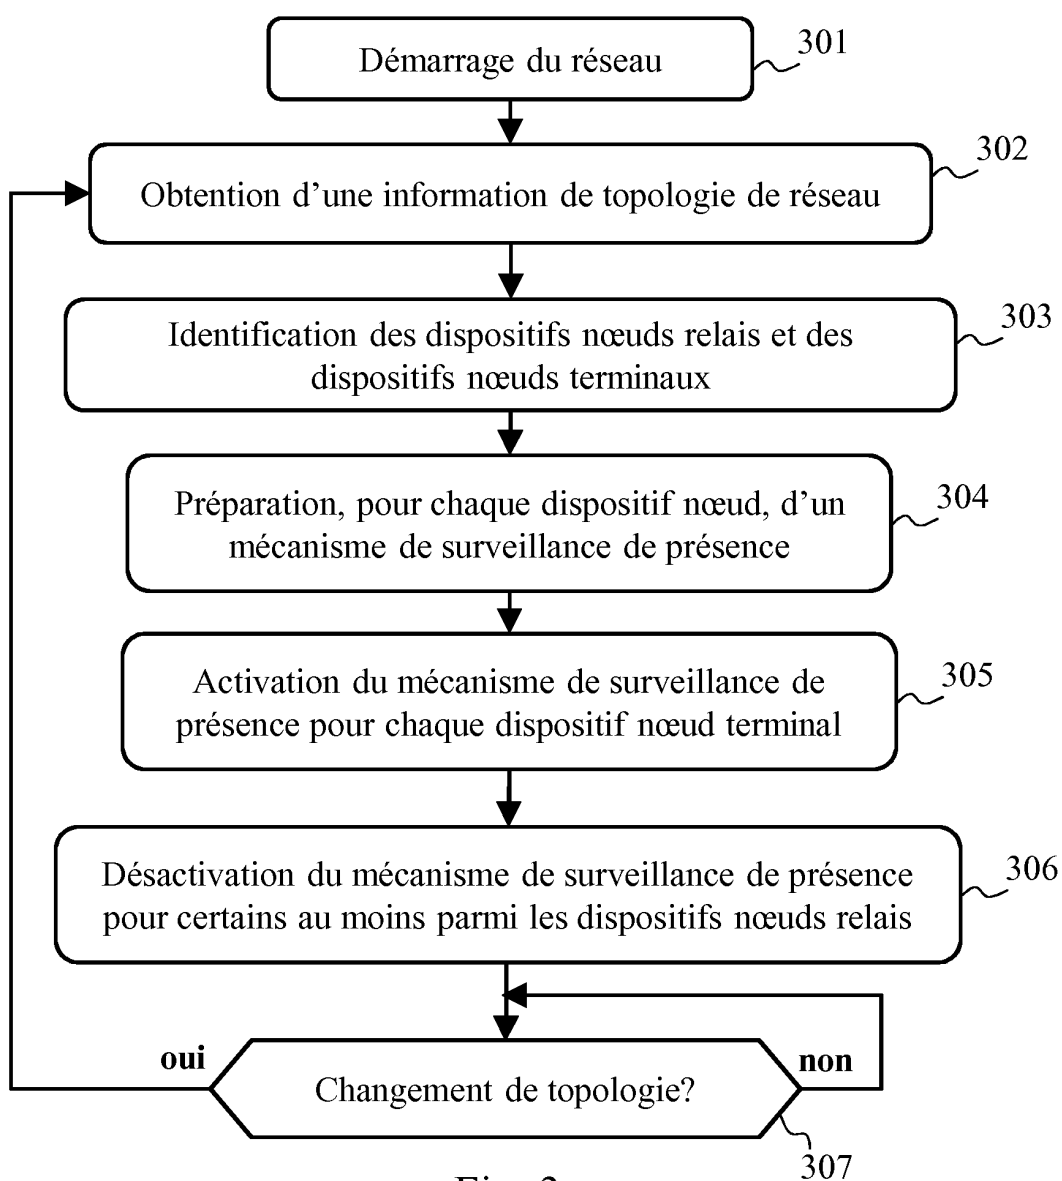 Démarrage du réseau
301
Obtention d’une information de topologie de réseau
302
Identification des dispositifs nœuds relais et des
dispositifs nœuds terminaux
303
Préparation, pour chaque dispositif nœud, d’un
mécanisme de surveillance de présence
304
Activation du mécanisme de surveillance de
présence pour chaque dispositif nœud terminal
305
Désactivation du mécanisme de surveillance de présence
pour certains au moins parmi les dispositifs nœuds relais
306
oui
non
Changement de topologie?
307